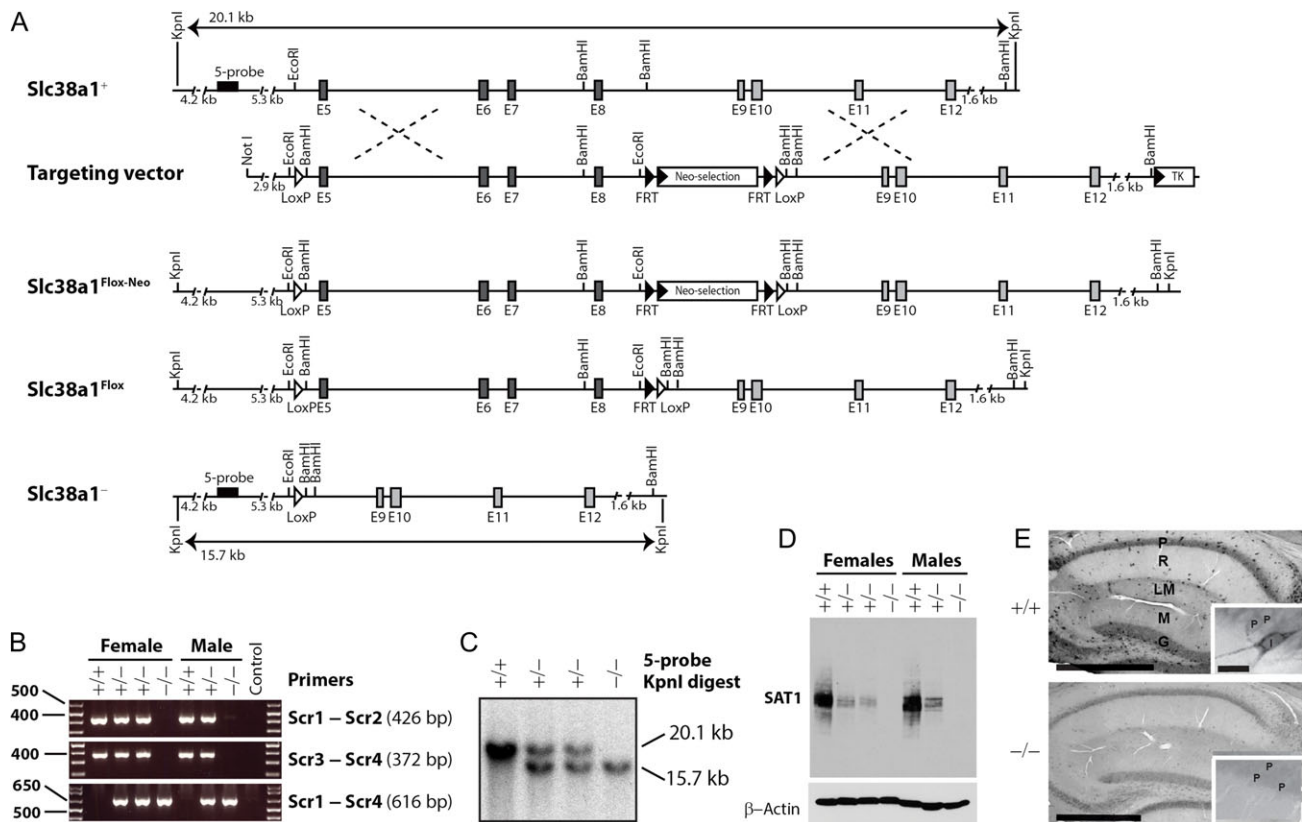 A
20.1 kb
KpnI
KpnI
5-probe
EcoRI
BamHI
BamHI
BamHI
Slc38a1+
4.2 kb
5.3 kb
E5
E6
E7
E8
E9 E10
E11
E12
1.6 kb
Not I
EcoRI
BamHI
BamHI
EcoRI
BamHI
BamHI
BamHI
Targeting vector
Neo-selection
TK
2.9 kb
LoxP
E5
E6
E7
E8
FRT
FRT LoxP
E9 E10
E11
E12
1.6 kb
KpnI
EcoRI
BamHI
BamHI
EcoRI
BamHI
BamHI
BamHI
KpnI
Slc38a1Flox-Neo
Neo-selection
4.2 kb
5.3 kb
LoxP
E5
E6
E7
E8
FRT
FRT LoxP
E9 E10
E11
E12
1.6 kb
KpnI
EcoRI
BamHI
BamHI
EcoRI
BamHI
BamHI
BamHI
KpnI
Slc38a1Flox
4.2 kb
5.3 kb
LoxPE5
E6
E7
E8
FRT LoxP
E9 E10
E11
E12
1.6 kb
5-probe
EcoRI
BamHI
BamHI
BamHI
Slc38a1−
4.2 kb
5.3 kb
LoxP
E9 E10
E11
E12
1.6 kb
KpnI
KpnI
15.7 kb
B
Female Male
+/+ +/− +/− −/− +/+ +/− −/− Control
Primers
500
400
Scr1 – Scr2 (426 bp)
400
Scr3 – Scr4 (372 bp)
650
500
Scr1 – Scr4 (616 bp)
C
+/+ +/− +/− −/−
5-probe
KpnI digest
20.1 kb
15.7 kb
D
Females Males
+/+ +/− +/− −/− +/+ +/− −/−
SAT1
β–Actin
E
+/+
P
R
LM
M
G
P P
I
−/−
P
P P